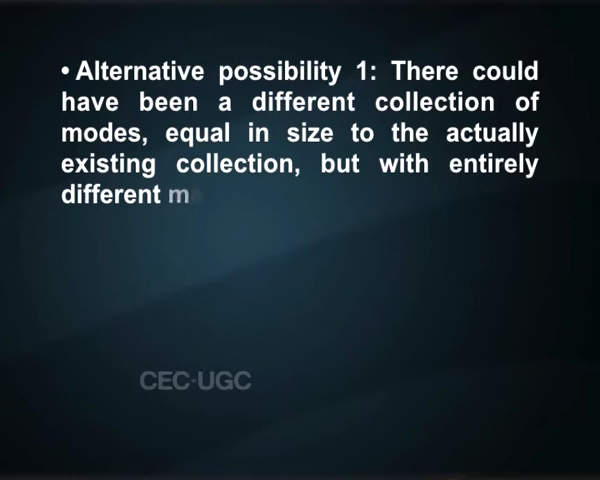 • Alternative possibility 1: There could
have been a different collection of
modes, equal in size to the actually
existing collection, but with entirely
different m
CEC-UGC